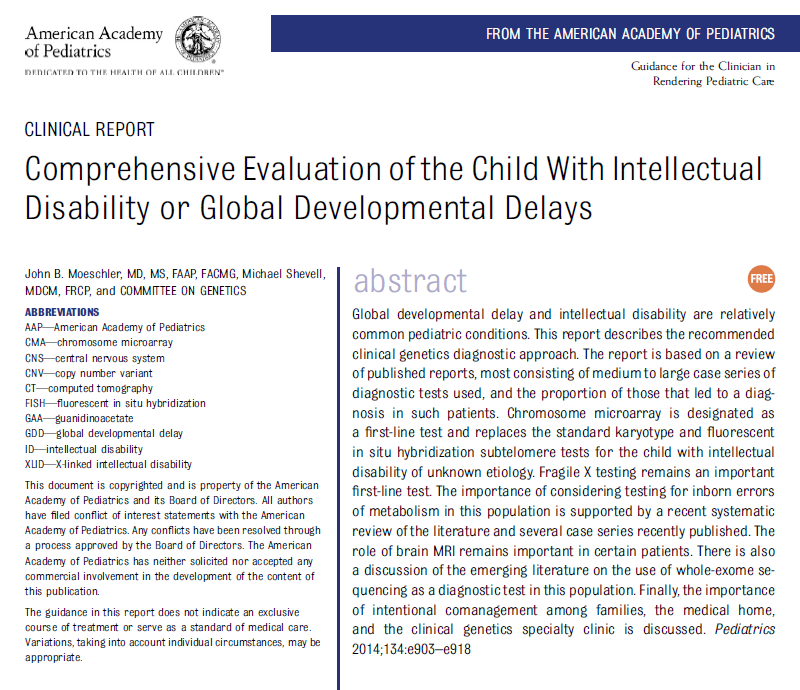 American Academy
of Pediatrics
DEDICATED TO THE HEALTH OF ALL CHILDREN™
FROM THE AMERICAN ACADEMY OF PEDIATRICS
Guidance for the Clinician in
Rendering Pediatric Care
CLINICAL REPORT
Comprehensive Evaluation of the Child With Intellectual
Disability or Global Developmental Delays
John B. Moeschler, MD, MS, FAAP, FACMG, Michael Shevell,
MDCM, FRCP, and COMMITTEE ON GENETICS
ABBREVIATIONS
AAP—American Academy of Pediatrics
CMA—chromosome microarray
CNS—central nervous system
CNV—copy number variant
CT—computed tomography
FISH—fluorescent in situ hybridization
GAA—guanidinoacetate
GDD—global developmental delay
ID—intellectual disability
XLID—X-linked intellectual disability
This document is copyrighted and is property of the American
Academy of Pediatrics and its Board of Directors. All authors
have filed conflict of interest statements with the American
Academy of Pediatrics. Any conflicts have been resolved through
a process approved by the Board of Directors. The American
Academy of Pediatrics has neither solicited nor accepted any
commercial involvement in the development of the content of
this publication.
The guidance in this report does not indicate an exclusive
course of treatment or serve as a standard of medical care.
Variations, taking into account individual circumstances, may be
appropriate.
abstract
FREE
Global developmental delay and intellectual disability are relatively
common pediatric conditions. This report describes the recommended
clinical genetics diagnostic approach. The report is based on a review
of published reports, most consisting of medium to large case series of
diagnostic tests used, and the proportion of those that led to a diag-
nosis in such patients. Chromosome microarray is designated as
a first-line test and replaces the standard karyotype and fluorescent
in situ hybridization subtelomere tests for the child with intellectual
disability of unknown etiology. Fragile X testing remains an important
first-line test. The importance of considering testing for inborn errors
of metabolism in this population is supported by a recent systematic
review of the literature and several case series recently published. The
role of brain MRI remains important in certain patients. There is also
a discussion of the emerging literature on the use of whole-exome se-
quencing as a diagnostic test in this population. Finally, the importance
of intentional comanagement among families, the medical home,
and the clinical genetics specialty clinic is discussed. Pediatrics
2014;134:e903–e918